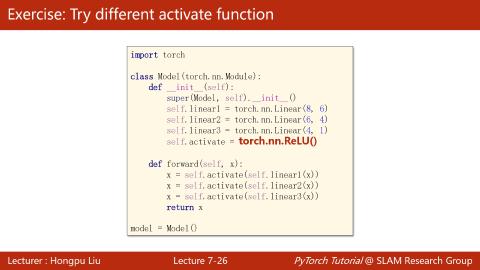 Exercise: Try different activate function
import torch
class Model(torch.nn.Module):
def __init__(self):
super(Model, self).__init__()
self.linear1 = torch.nn.Linear(8, 6)
self.linear2 = torch.nn.Linear(6, 4)
self.linear3 = torch.nn.Linear(4, 1)
self.activate = torch.nn.ReLU()
def forward(self, x):
x = self.activate(self.linear1(x))
x = self.activate(self.linear2(x))
x = self.activate(self.linear3(x))
return x
model = Model()
Lecturer : Hongpu Liu
Lecture 7-26
PyTorch Tutorial @ SLAM Research Group